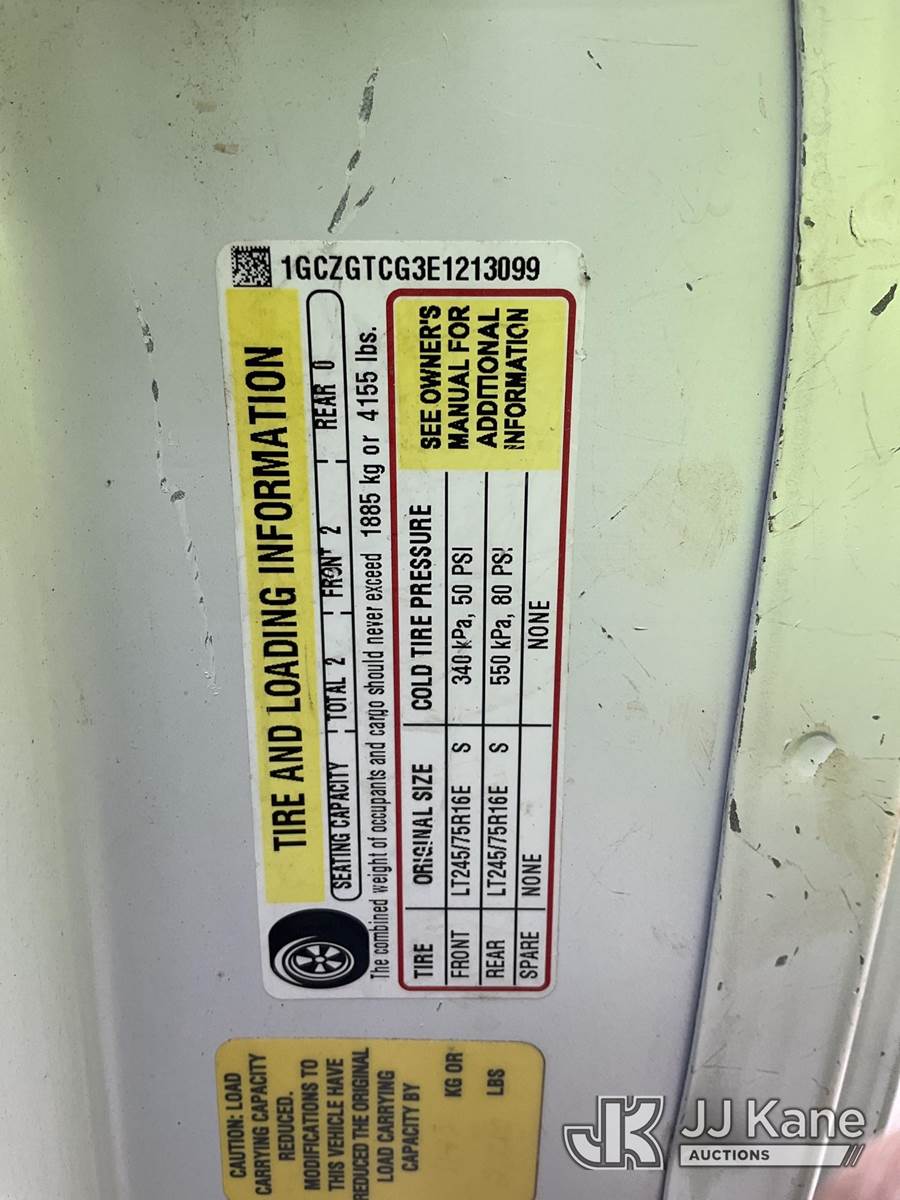 1GCZGTCG3E1213099
TIRE AND LOADING INFORMATION
SEATING CAPACITY TOTAL 2 FRONT 2 REAR 0
The combined weight of occupants and cargo should never exceed 1885 kg or 4155 lbs.
TIRE ORIGINAL SIZE COLD TIRE PRESSURE
FRONT LT245/75R16E S 340 kPa, 50 PSI
REAR LT245/75R16E S 550 kPa, 80 PSI
SPARE NONE NONE
SEE OWNER'S
MANUAL FOR
ADDITIONAL
INFORMATION
CAUTION: LOAD
CARRYING CAPACITY
REDUCED.
MODIFICATIONS TO
THIS VEHICLE HAVE
REDUCED THE ORIGINAL
LOAD CARRYING
CAPACITY BY
KG OR
LBS
JK JJ Kane
AUCTIONS